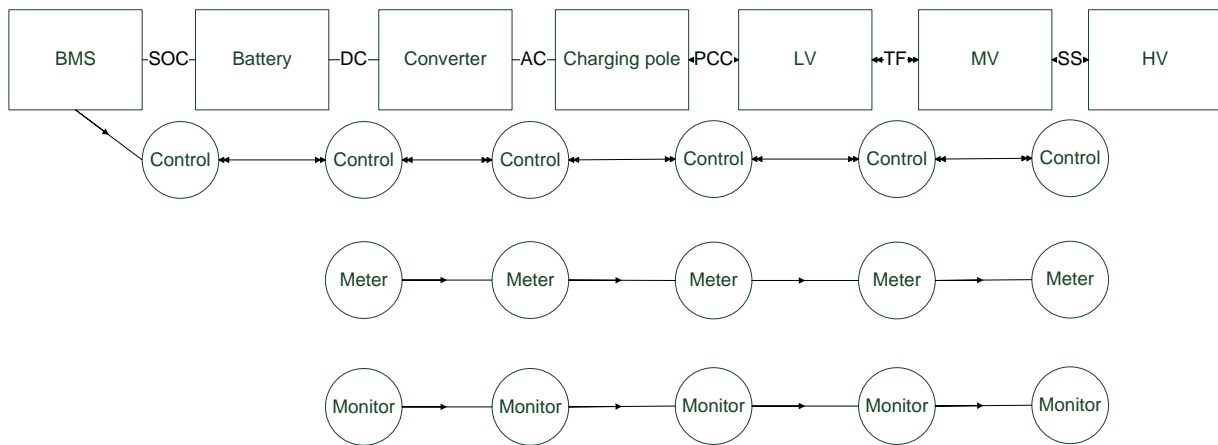 BMS SOC Battery DC Converter AC Charging pole PCC LV TF MV SS HV
Control Control Control Control Control Control
Meter Meter Meter Meter Meter
Monitor Monitor Monitor Monitor Monitor